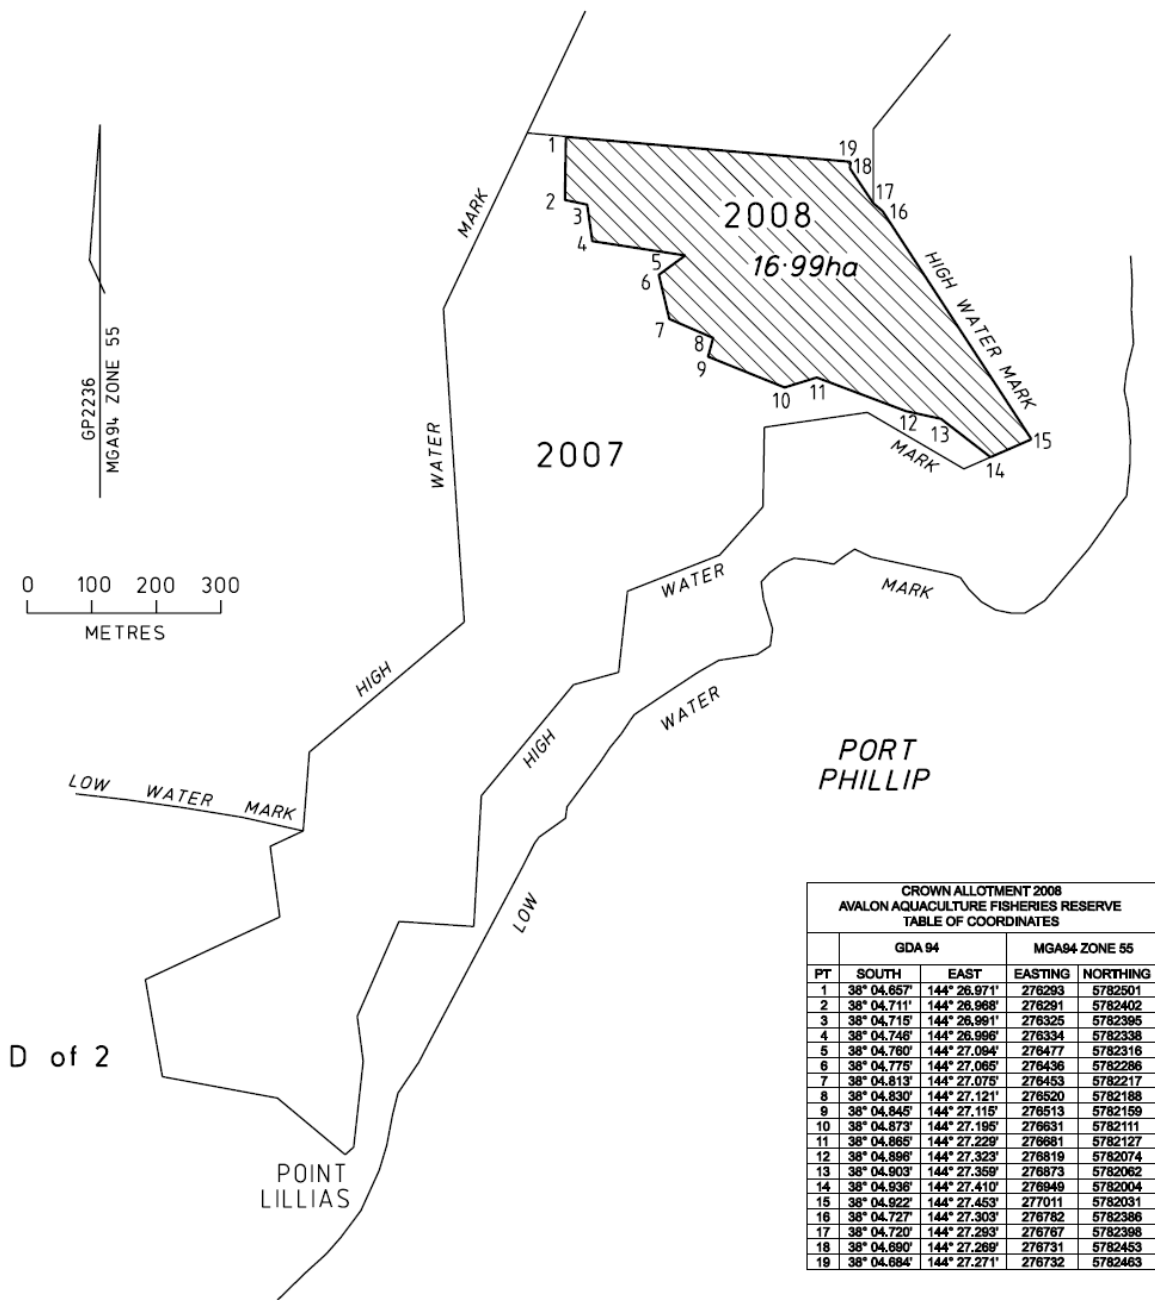 1
19
18
17
16
2
3
4
5
6
7
8
9
10
11
12
13
14
15
2008
16·99ha
HIGH WATER MARK
MARK
WATER
HIGH
GP2236
MGA94 ZONE 55
2007
MARK
WATER
HIGH
0 100 200 300
METRES
MARK
WATER
LOW
LOW WATER MARK
PORT
PHILLIP
D of 2
POINT
LILLIAS
CROWN ALLOTMENT 2008
AVALON AQUACULTURE FISHERIES RESERVE
TABLE OF COORDINATES
GDA 94 MGA94 ZONE 55
PT SOUTH EAST EASTING NORTHING
1 38° 04.657' 144° 26.971' 276293 5782501
2 38° 04.711' 144° 26.968' 276291 5782402
3 38° 04.715' 144° 26.991' 276325 5782395
4 38° 04.746' 144° 26.996' 276334 5782338
5 38° 04.760' 144° 27.094' 276477 5782316
6 38° 04.775' 144° 27.065' 276436 5782286
7 38° 04.813' 144° 27.075' 276453 5782217
8 38° 04.830' 144° 27.121' 276520 5782188
9 38° 04.845' 144° 27.115' 276513 5782159
10 38° 04.873' 144° 27.195' 276631 5782111
11 38° 04.865' 144° 27.229' 276681 5782127
12 38° 04.896' 144° 27.323' 276819 5782074
13 38° 04.903' 144° 27.359' 276873 5782062
14 38° 04.936' 144° 27.410' 276949 5782004
15 38° 04.922' 144° 27.453' 277011 5782031
16 38° 04.727' 144° 27.303' 276782 5782386
17 38° 04.720' 144° 27.293' 276767 5782398
18 38° 04.690' 144° 27.269' 276731 5782453
19 38° 04.684' 144° 27.271' 276732 5782463